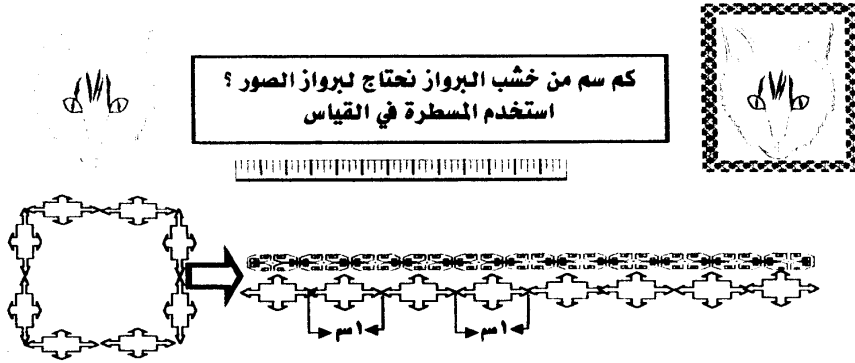 كم سم من خشب البرواز نحتاج لبرواز الصور ؟
استخدم المسطرة في القياس
١سم
١سم